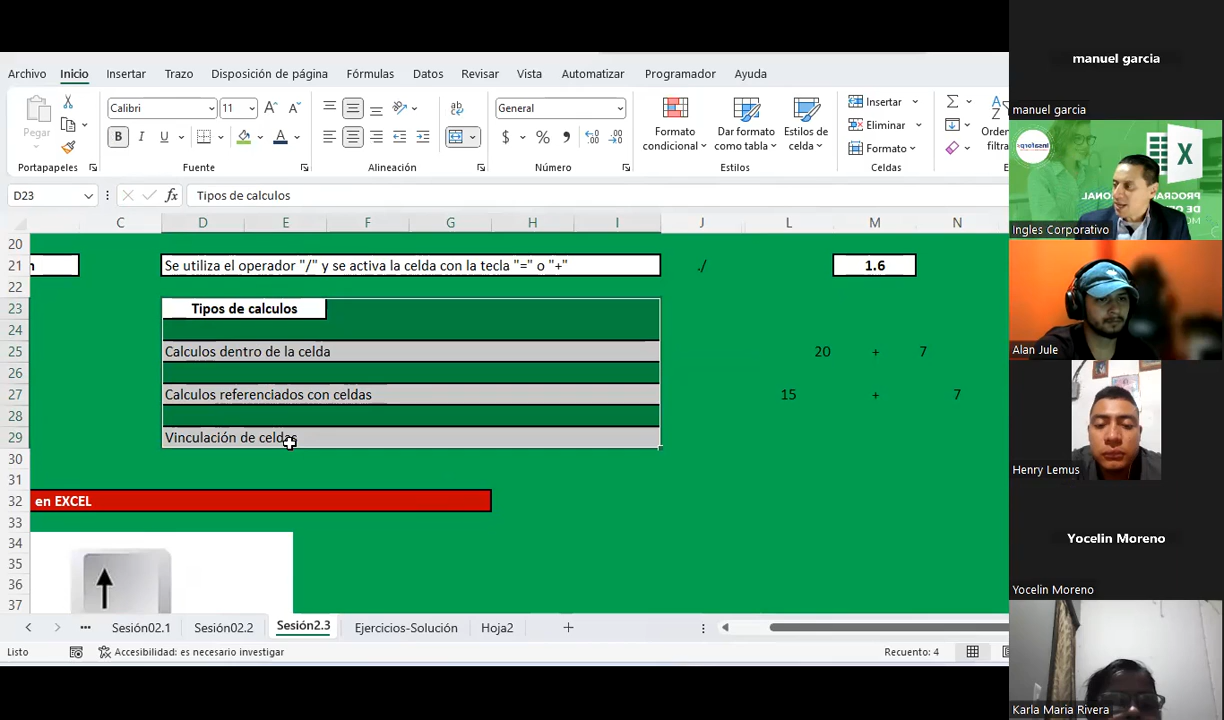 manuel garcia
Archivo Inicio Insertar Trazo Disposición de página Fórmulas Datos Revisar Vista Automatizar Programador Ayuda
manuel garcia
Pegar
Calibri 11
General
Formato condicional
Dar formato como tabla
Estilos de celda
Insertar
Eliminar
Formato
Portapapeles Fuente Alineación Número Estilos Celdas
insaforp
Ingles Corporativo
D23 fx Tipos de calculos
C D E F G H I J L M N
20
21 n Se utiliza el operador "/" y se activa la celda con la tecla "=" o "+" ./ 1.6
22
23 Tipos de calculos
24
25 Calculos dentro de la celda 20 + 7
26
27 Calculos referenciados con celdas 15 + 7
28
29 Vinculación de celdas
30
31
32 en EXCEL
33
34
35
36
37
Alan Jule
Henry Lemus
Yocelin Moreno
Yocelin Moreno
Karla Maria Rivera
Sesión02.1 Sesión02.2 Sesión2.3 Ejercicios-Solución Hoja2
Listo Accesibilidad: es necesario investigar Recuento: 4